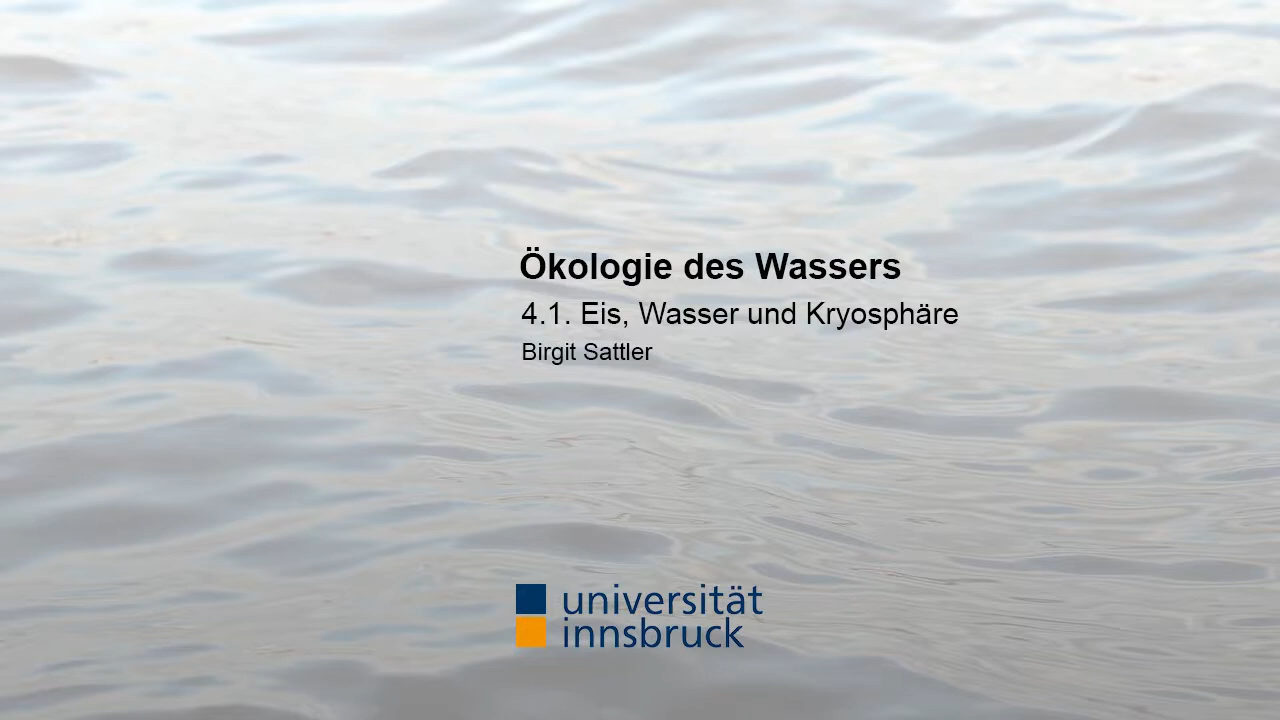 Ökologie des Wassers
4.1. Eis, Wasser und Kryosphäre
Birgit Sattler
universität
innsbruck